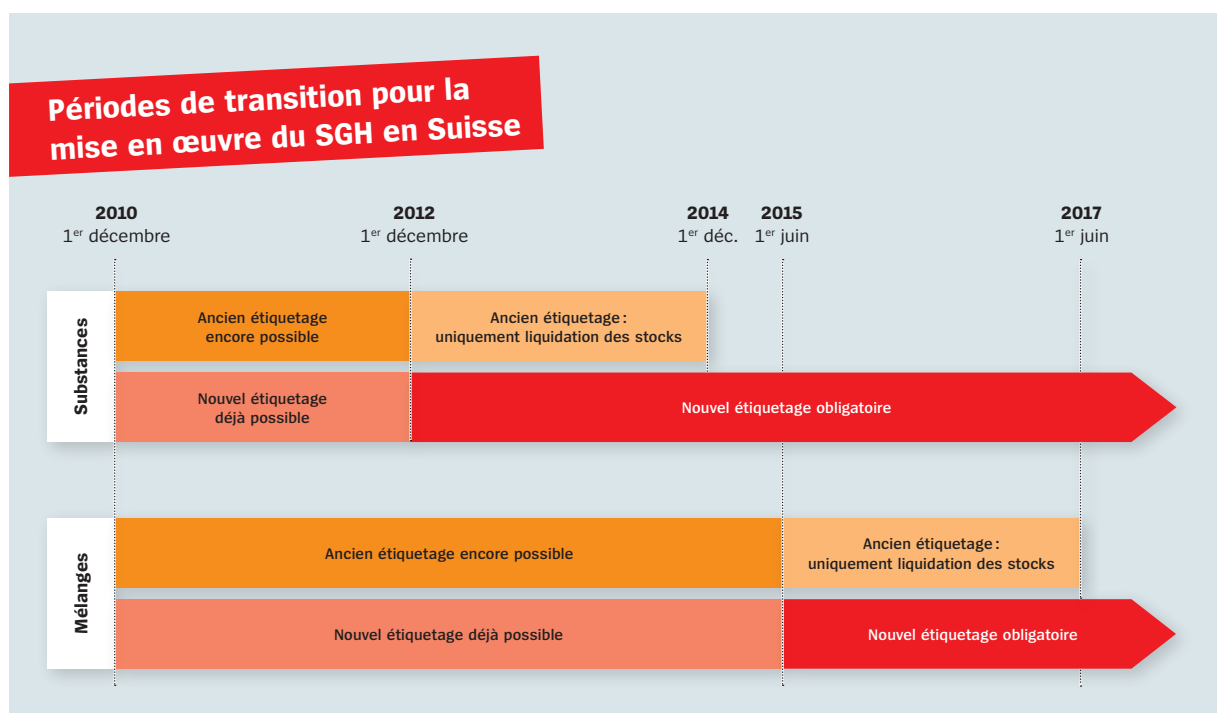 Périodes de transition pour la
mise en œuvre du SGH en Suisse
2010
1er décembre
2012
1er décembre
2014
1er déc.
2015
1er juin
2017
1er juin
Substances
Ancien étiquetage
encore possible
Ancien étiquetage :
uniquement liquidation des stocks
Nouvel étiquetage
déjà possible
Nouvel étiquetage obligatoire
Mélanges
Ancien étiquetage encore possible
Ancien étiquetage :
uniquement liquidation des stocks
Nouvel étiquetage déjà possible
Nouvel étiquetage obligatoire